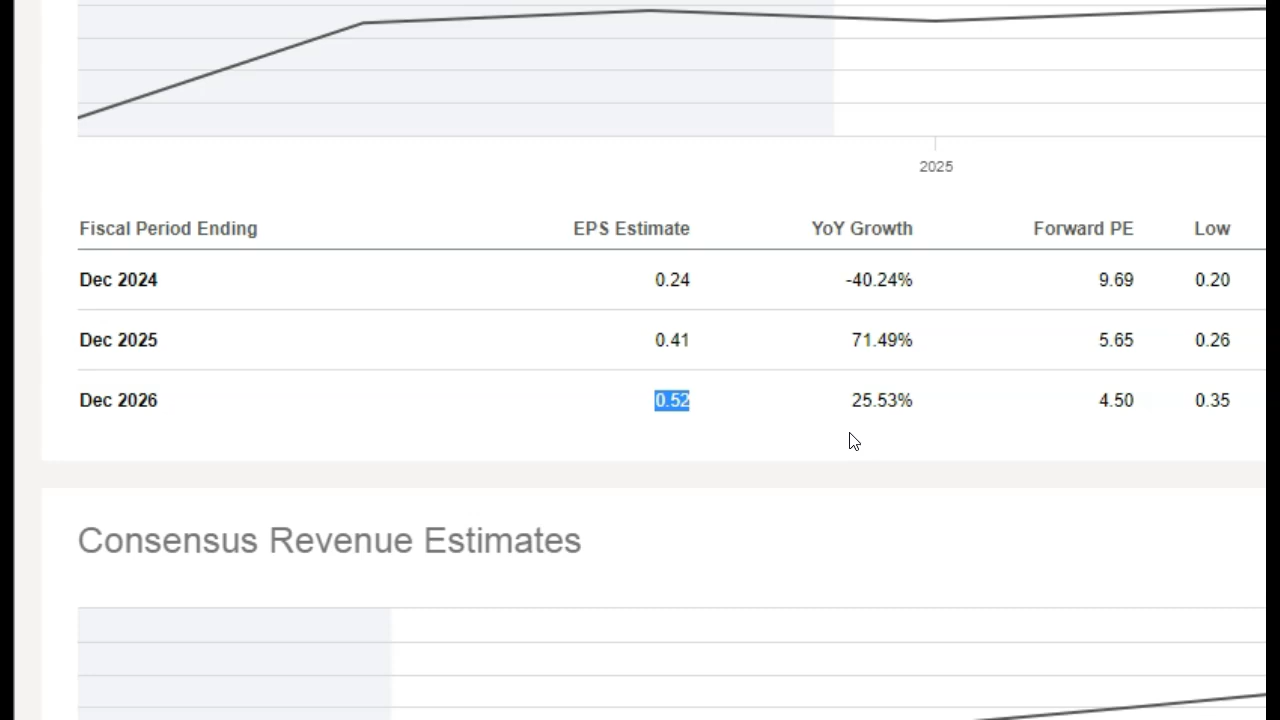 2025
Fiscal Period Ending EPS Estimate YoY Growth Forward PE Low
Dec 2024 0.24 -40.24% 9.69 0.20
Dec 2025 0.41 71.49% 5.65 0.26
Dec 2026 0.52 25.53% 4.50 0.35
Consensus Revenue Estimates